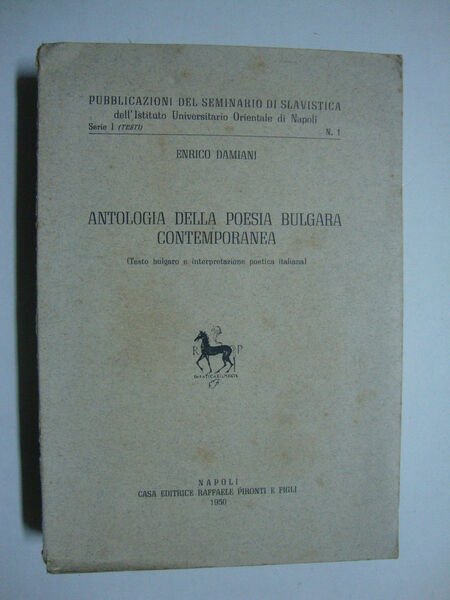 PUBBLICAZIONI DEL SEMINARIO DI SLAVISTICA
dell'Istituto Universitario Orientale di Napoli
Serie I (TESTI) N. 1
ENRICO DAMIANI
ANTOLOGIA DELLA POESIA BULGARA
CONTEMPORANEA
(Testo bulgaro e interpretazione poetica italiana)
R P
NAPOLI
CASA EDITRICE RAFFAELE PIRONTI E FIGLI
1950